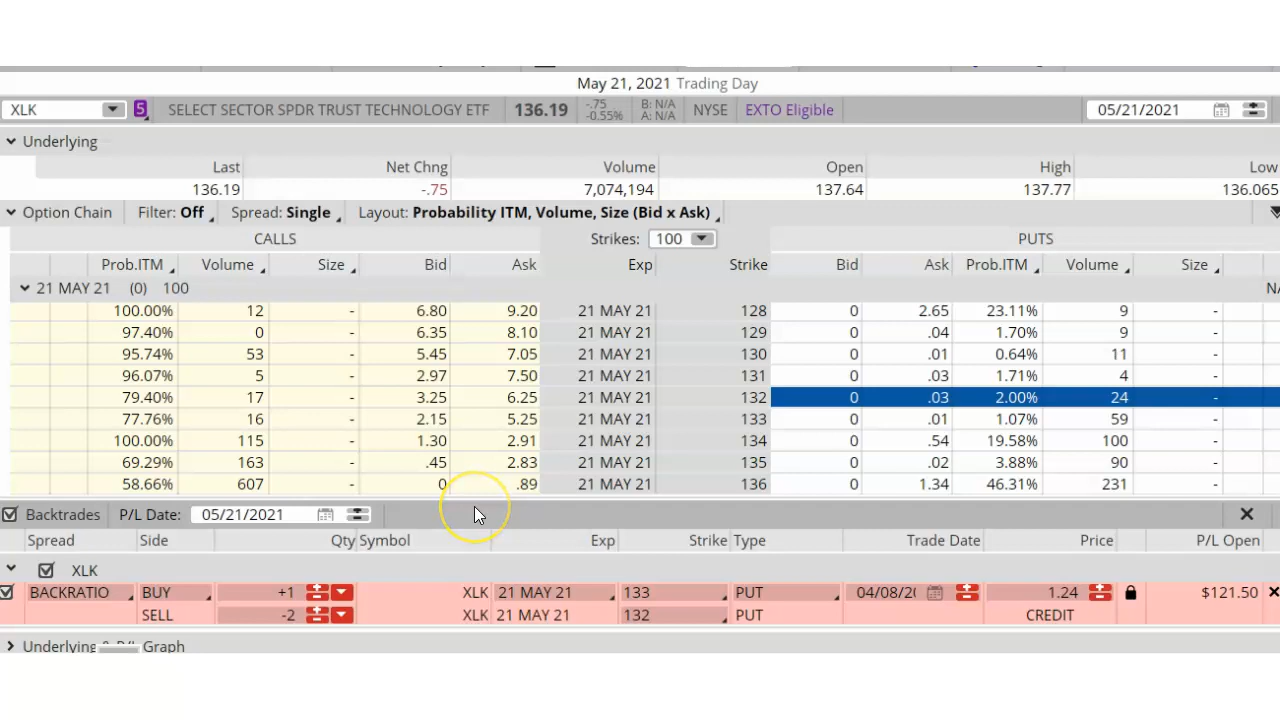 May 21, 2021 Trading Day
XLK 5 SELECT SECTOR SPDR TRUST TECHNOLOGY ETF 136.19 -.75 -0.55% B: N/A A: N/A NYSE EXTO Eligible 05/21/2021
Underlying
Last Net Chng Volume Open High Low
136.19 -.75 7,074,194 137.64 137.77 136.065
Option Chain Filter: Off Spread: Single Layout: Probability ITM, Volume, Size (Bid x Ask)
CALLS Strikes: 100 PUTS
Prob.ITM Volume Size Bid Ask Exp Strike Bid Ask Prob.ITM Volume Size
21 MAY 21 (0) 100
100.00% 12 - 6.80 9.20 21 MAY 21 128 0 2.65 23.11% 9 -
97.40% 0 - 6.35 8.10 21 MAY 21 129 0 .04 1.70% 9 -
95.74% 53 - 5.45 7.05 21 MAY 21 130 0 .01 0.64% 11 -
96.07% 5 - 2.97 7.50 21 MAY 21 131 0 .03 1.71% 4 -
79.40% 17 - 3.25 6.25 21 MAY 21 132 0 .03 2.00% 24 -
77.76% 16 - 2.15 5.25 21 MAY 21 133 0 .01 1.07% 59 -
100.00% 115 - 1.30 2.91 21 MAY 21 134 0 .54 19.58% 100 -
69.29% 163 - .45 2.83 21 MAY 21 135 0 .02 3.88% 90 -
58.66% 607 - 0 .89 21 MAY 21 136 0 1.34 46.31% 231 -
Backtrades P/L Date: 05/21/2021
Spread Side Qty Symbol Exp Strike Type Trade Date Price P/L Open
XLK
BACKRATIO BUY +1 XLK 21 MAY 21 133 PUT 04/08/2 1.24 $121.50
SELL -2 XLK 21 MAY 21 132 PUT CREDIT
Underlying Graph